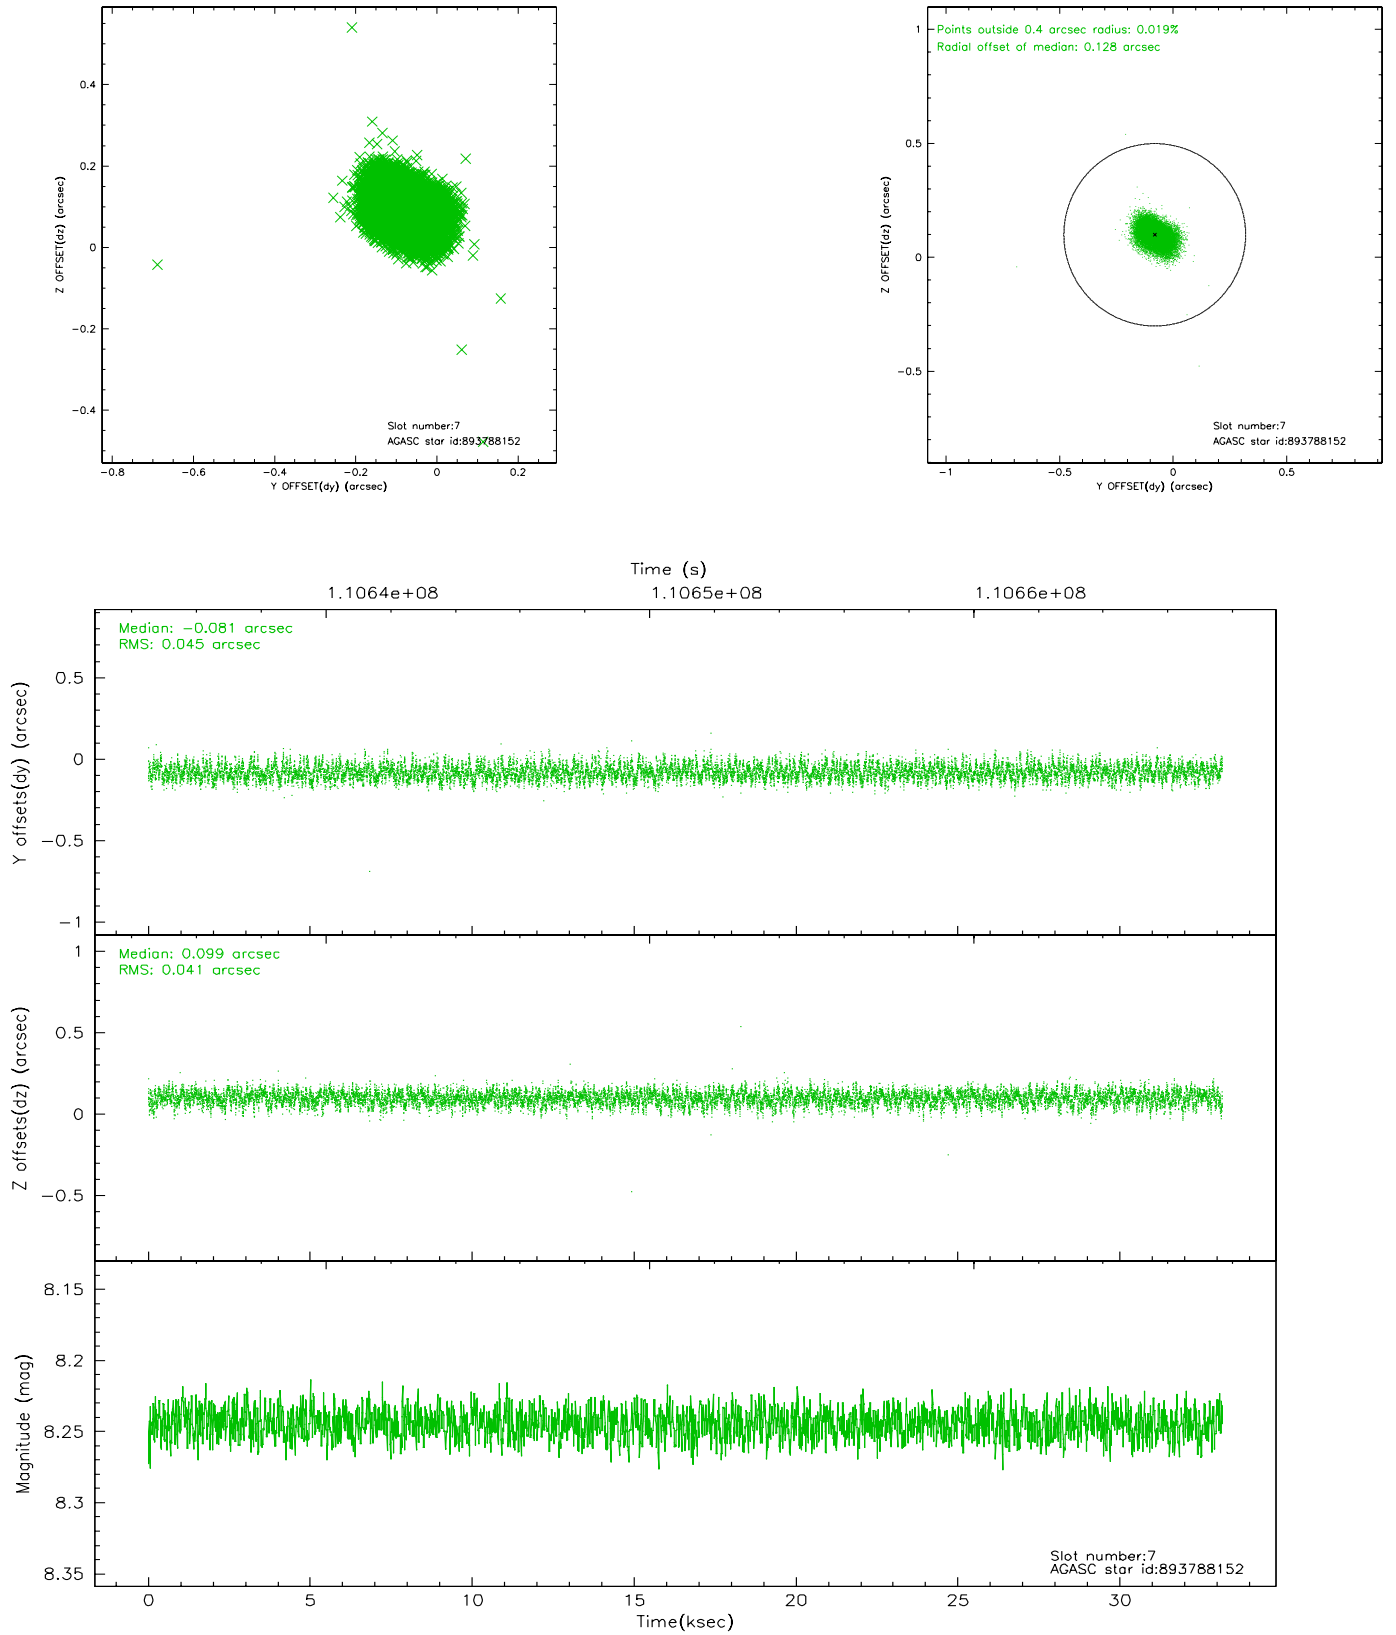 0.4
0.2
0
−0.2
−0.4
Z OFFSET(dz) (arcsec)
Slot number:7
AGASC star id:893788152
−0.8 −0.6 −0.4 −0.2 0 0.2
Y OFFSET(dy) (arcsec)
Points outside 0.4 arcsec radius: 0.019%
Radial offset of median: 0.128 arcsec
1
0.5
0
−0.5
Z OFFSET(dz) (arcsec)
Slot number:7
AGASC star id:893788152
−1 −0.5 0 0.5
Y OFFSET(dy) (arcsec)
Time (s)
1.1064e+08 1.1065e+08 1.1066e+08
Median: −0.081 arcsec
RMS: 0.045 arcsec
0.5
0
−0.5
−1
Y offsets(dy) (arcsec)
Median: 0.099 arcsec
RMS: 0.041 arcsec
1
0.5
0
−0.5
Z offsets(dz) (arcsec)
8.15
8.2
8.25
8.3
8.35
Magnitude (mag)
Slot number:7
AGASC star id:893788152
0 5 10 15 20 25 30
Time(ksec)